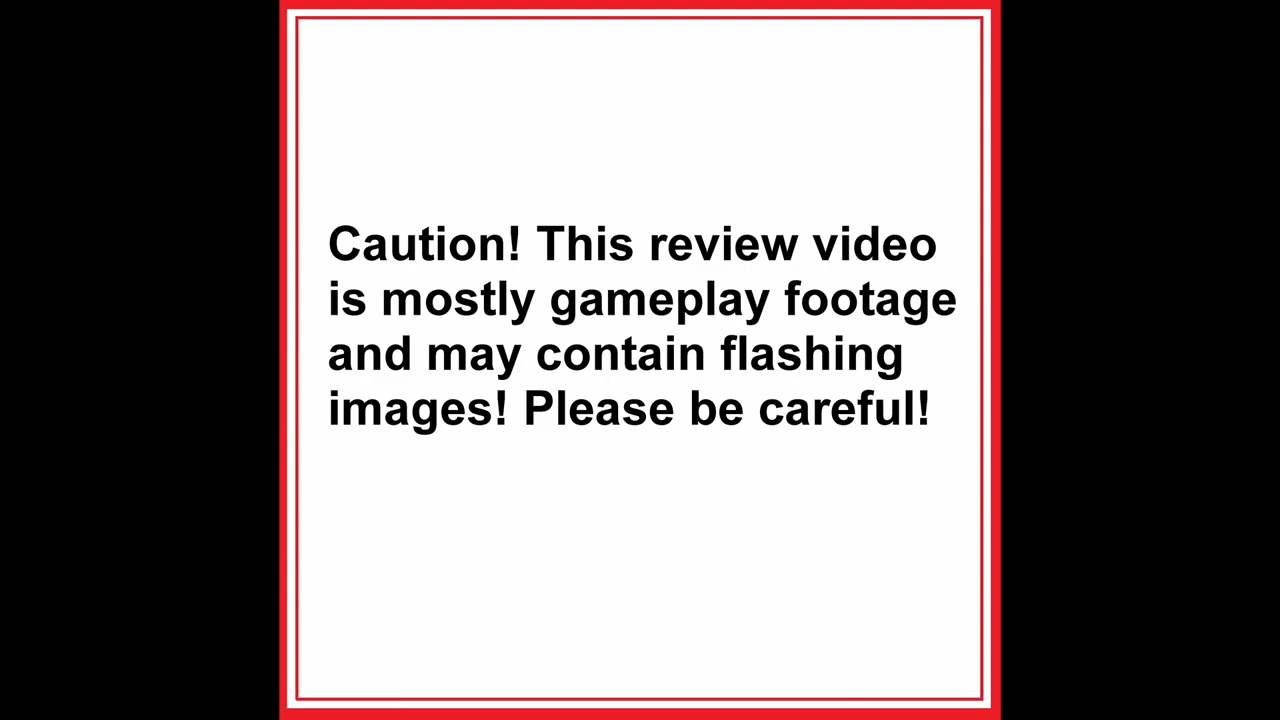 Caution! This review video
is mostly gameplay footage
and may contain flashing
images! Please be careful!